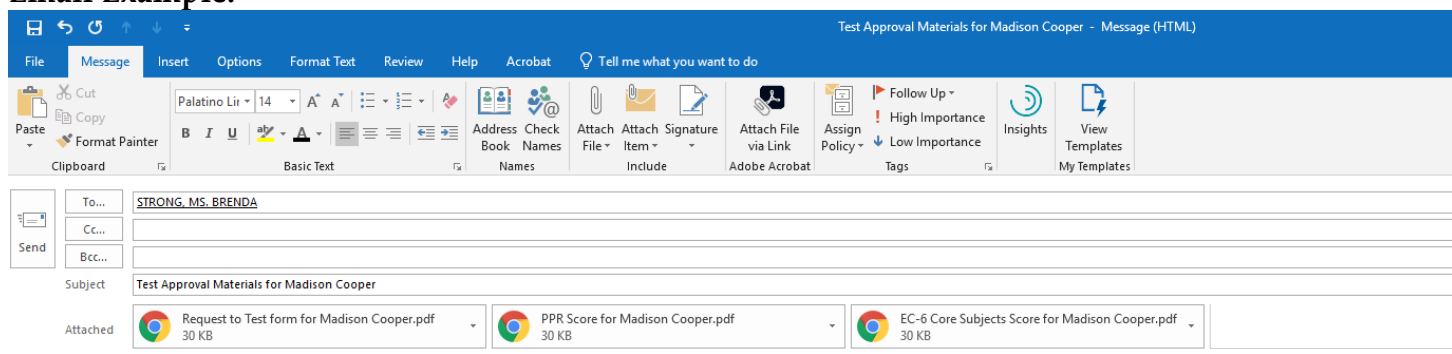 Email Example:
Test Approval Materials for Madison Cooper - Message (HTML)
File Message Insert Options Format Text Review Help Acrobat Tell me what you want to do
Cut
Copy
Paste
Format Painter
Clipboard
Palatino Lir 14
B I U
Basic Text
Address Book
Check Names
Names
Attach File
Attach Item
Signature
Include
Attach File via Link
Adobe Acrobat
Assign Policy
Follow Up
High Importance
Low Importance
Tags
Insights
View Templates
My Templates
Send
To... STRONG, MS. BRENDA
Cc...
Bcc...
Subject Test Approval Materials for Madison Cooper
Attached
Request to Test form for Madison Cooper.pdf
30 KB
PPR Score for Madison Cooper.pdf
30 KB
EC-6 Core Subjects Score for Madison Cooper.pdf
30 KB